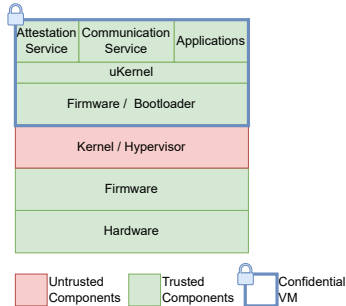 Attestation Communication Applications
Service Service
uKernel
Firmware / Bootloader
Kernel / Hypervisor
Firmware
Hardware
Untrusted Trusted Confidential
Components Components VM